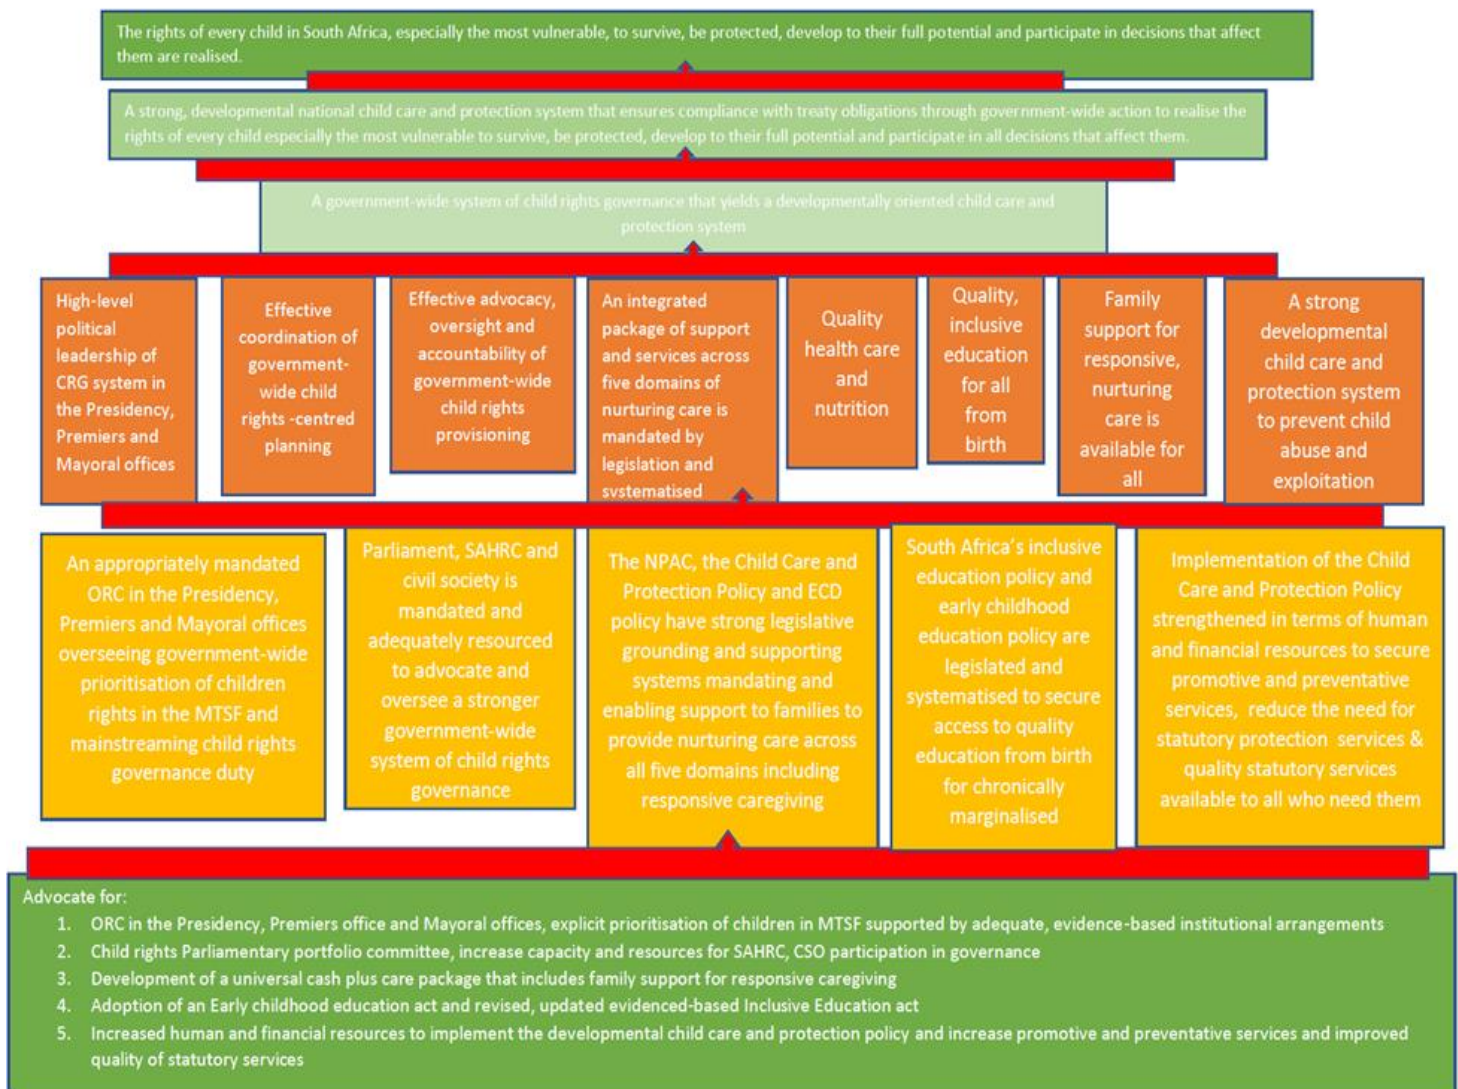 The rights of every child in South Africa, especially the most vulnerable, to survive, be protected, develop to their full potential and participate in decisions that affect
them are realised.
A strong, developmental national child care and protection system that ensures compliance with treaty obligations through government-wide action to realise the
rights of every child especially the most vulnerable to survive, be protected, develop to their full potential and participate in all decisions that affect them.
A government-wide system of child rights governance that yields a developmentally oriented child care and
protection system
High-level
political
leadership of
CRG system in
the Presidency,
Premiers and
Mayoral offices
Effective
coordination of
government-
wide child
rights -centred
planning
Effective advocacy,
oversight and
accountability of
government-wide
child rights
provisioning
An integrated
package of support
and services across
five domains of
nurturing care is
mandated by
legislation and
systematised
Quality
health care
and
nutrition
Quality,
inclusive
education
for all
from
birth
Family
support for
responsive,
nurturing
care is
available for
all
A strong
developmental
child care and
protection system
to prevent child
abuse and
exploitation
An appropriately mandated
ORC in the Presidency,
Premiers and Mayoral offices
overseeing government-wide
prioritisation of children
rights in the MTSF and
mainstreaming child rights
governance duty
Parliament, SAHRC and
civil society is
mandated and
adequately resourced
to advocate and
oversee a stronger
government-wide
system of child rights
governance
The NPAC, the Child Care and
Protection Policy and ECD
policy have strong legislative
grounding and supporting
systems mandating and
enabling support to families to
provide nurturing care across
all five domains including
responsive caregiving
South Africa's inclusive
education policy and
early childhood
education policy are
legislated and
systematised to secure
access to quality
education from birth
for chronically
marginalised
Implementation of the Child
Care and Protection Policy
strengthened in terms of human
and financial resources to secure
promotive and preventative
services, reduce the need for
statutory protection services &
quality statutory services
available to all who need them
Advocate for:
1. ORC in the Presidency, Premiers office and Mayoral offices, explicit prioritisation of children in MTSF supported by adequate, evidence-based institutional arrangements
2. Child rights Parliamentary portfolio committee, increase capacity and resources for SAHRC, CSO participation in governance
3. Development of a universal cash plus care package that includes family support for responsive caregiving
4. Adoption of an Early childhood education act and revised, updated evidenced-based Inclusive Education act
5. Increased human and financial resources to implement the developmental child care and protection policy and increase promotive and preventative services and improved
quality of statutory services